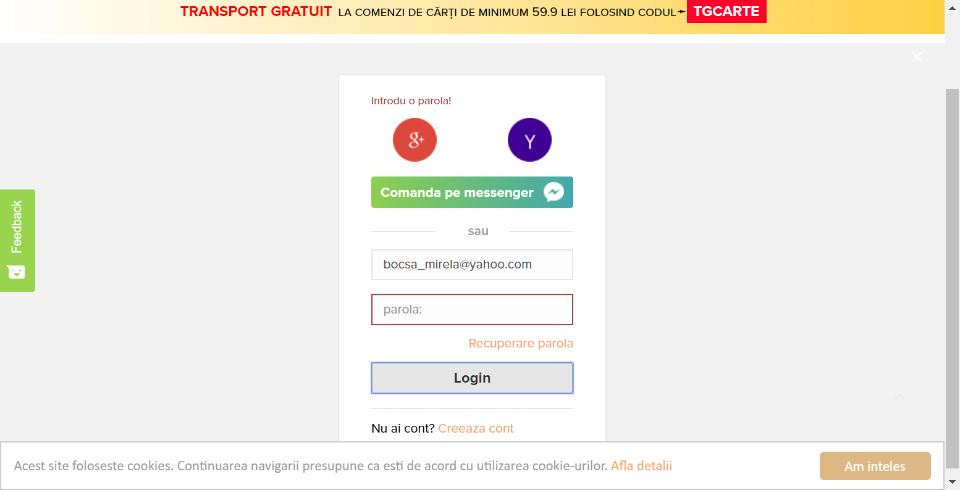 TRANSPORT GRATUIT LA COMENZI DE CĂRȚI DE MINIMUM 59.9 LEI FOLOSIND CODUL TGCARTE
Introdu o parola!
g+ Y
Comanda pe messenger
sau
Feedback
bocsa_mirela@yahoo.com
parola:
Recuperare parola
Login
Nu ai cont? Creeaza cont
Acest site foloseste cookies. Continuarea navigarii presupune ca esti de acord cu utilizarea cookie-urilor. Afla detalii
Am inteles